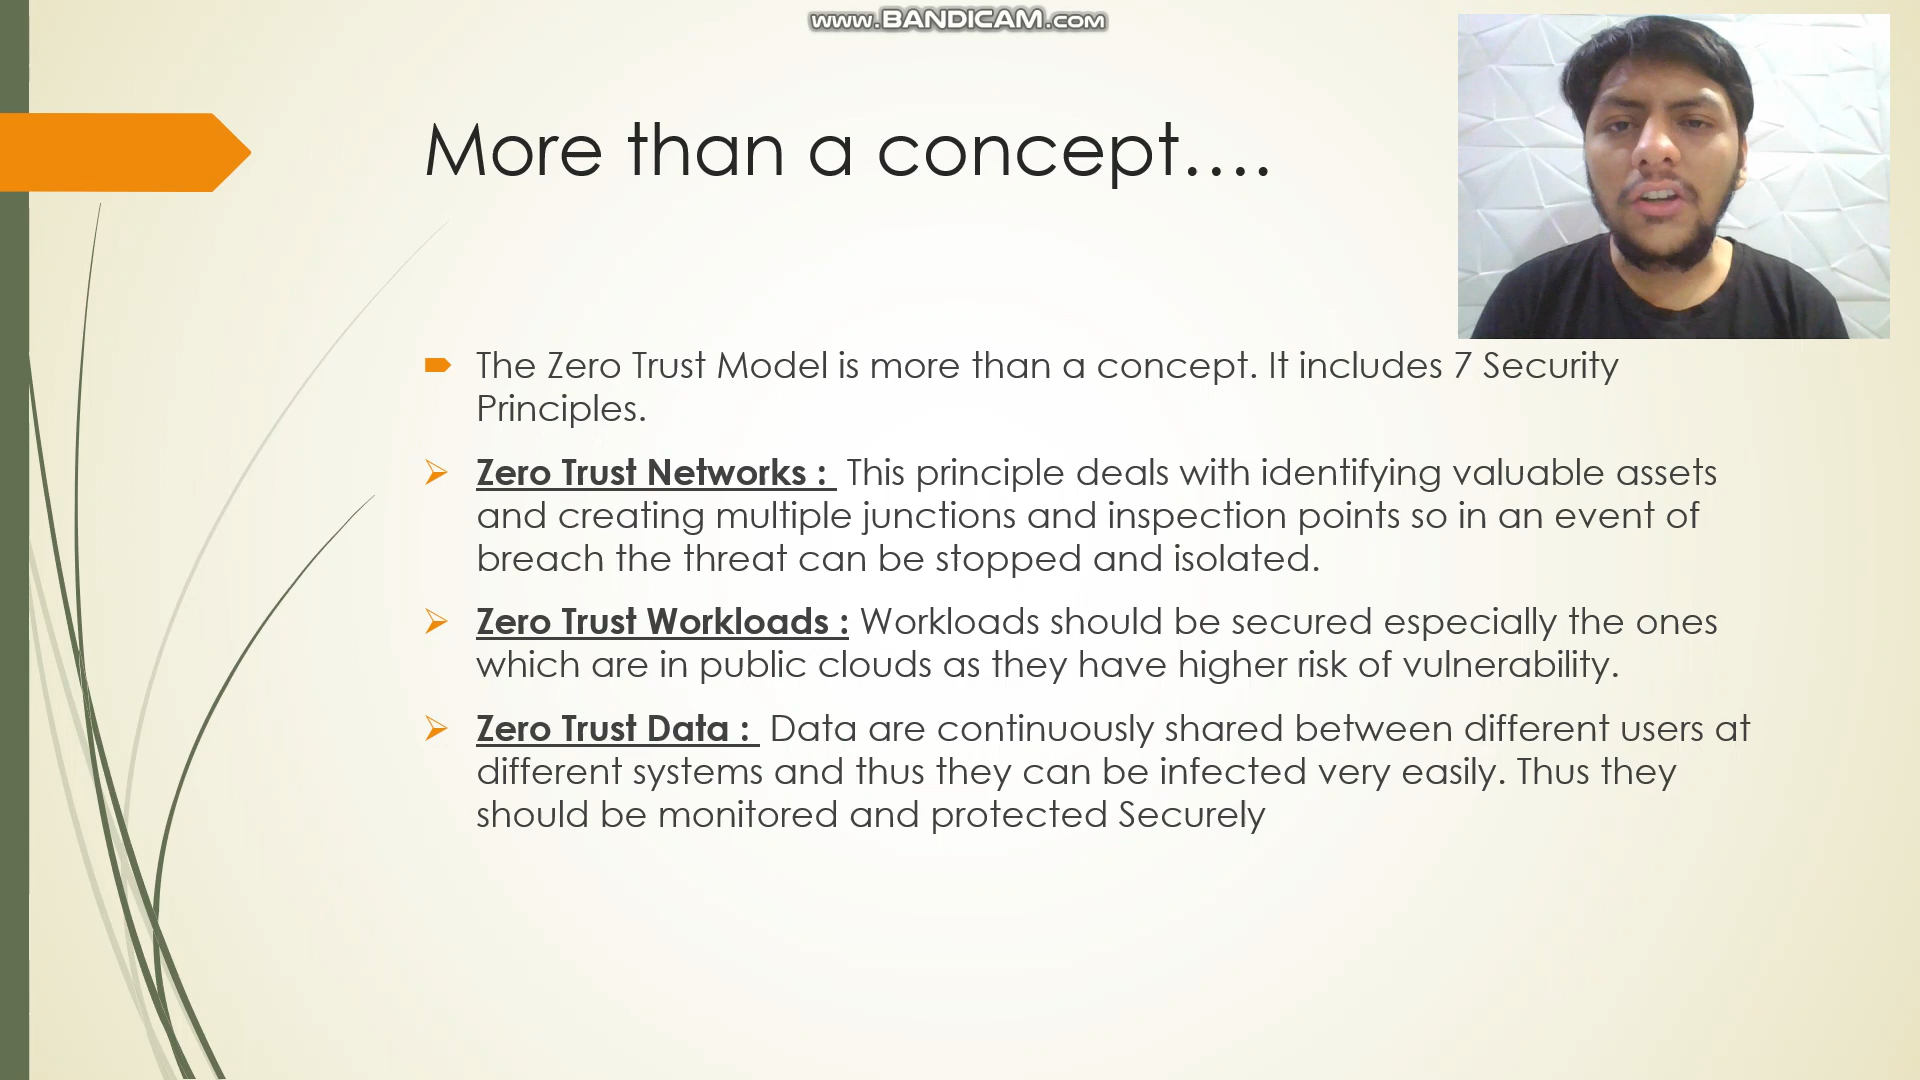 www.BANDICAM.com
More than a concept....
The Zero Trust Model is more than a concept. It includes 7 Security
Principles.
Zero Trust Networks : This principle deals with identifying valuable assets
and creating multiple junctions and inspection points so in an event of
breach the threat can be stopped and isolated.
Zero Trust Workloads : Workloads should be secured especially the ones
which are in public clouds as they have higher risk of vulnerability.
Zero Trust Data : Data are continuously shared between different users at
different systems and thus they can be infected very easily. Thus they
should be monitored and protected Securely